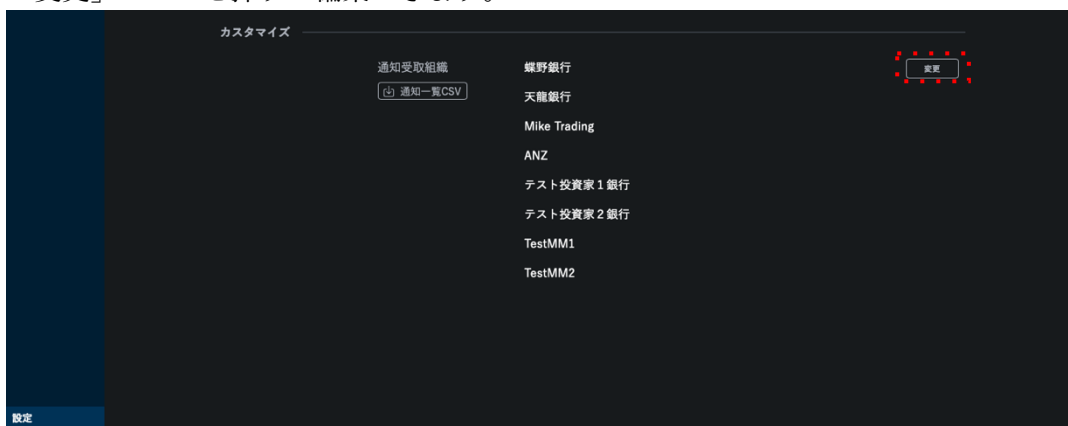 カスタマイズ
通知受取組織
蝶野銀行
変更
通知一覧CSV
天龍銀行
Mike Trading
ANZ
テスト投資家1銀行
テスト投資家2銀行
TestMM1
TestMM2
設定